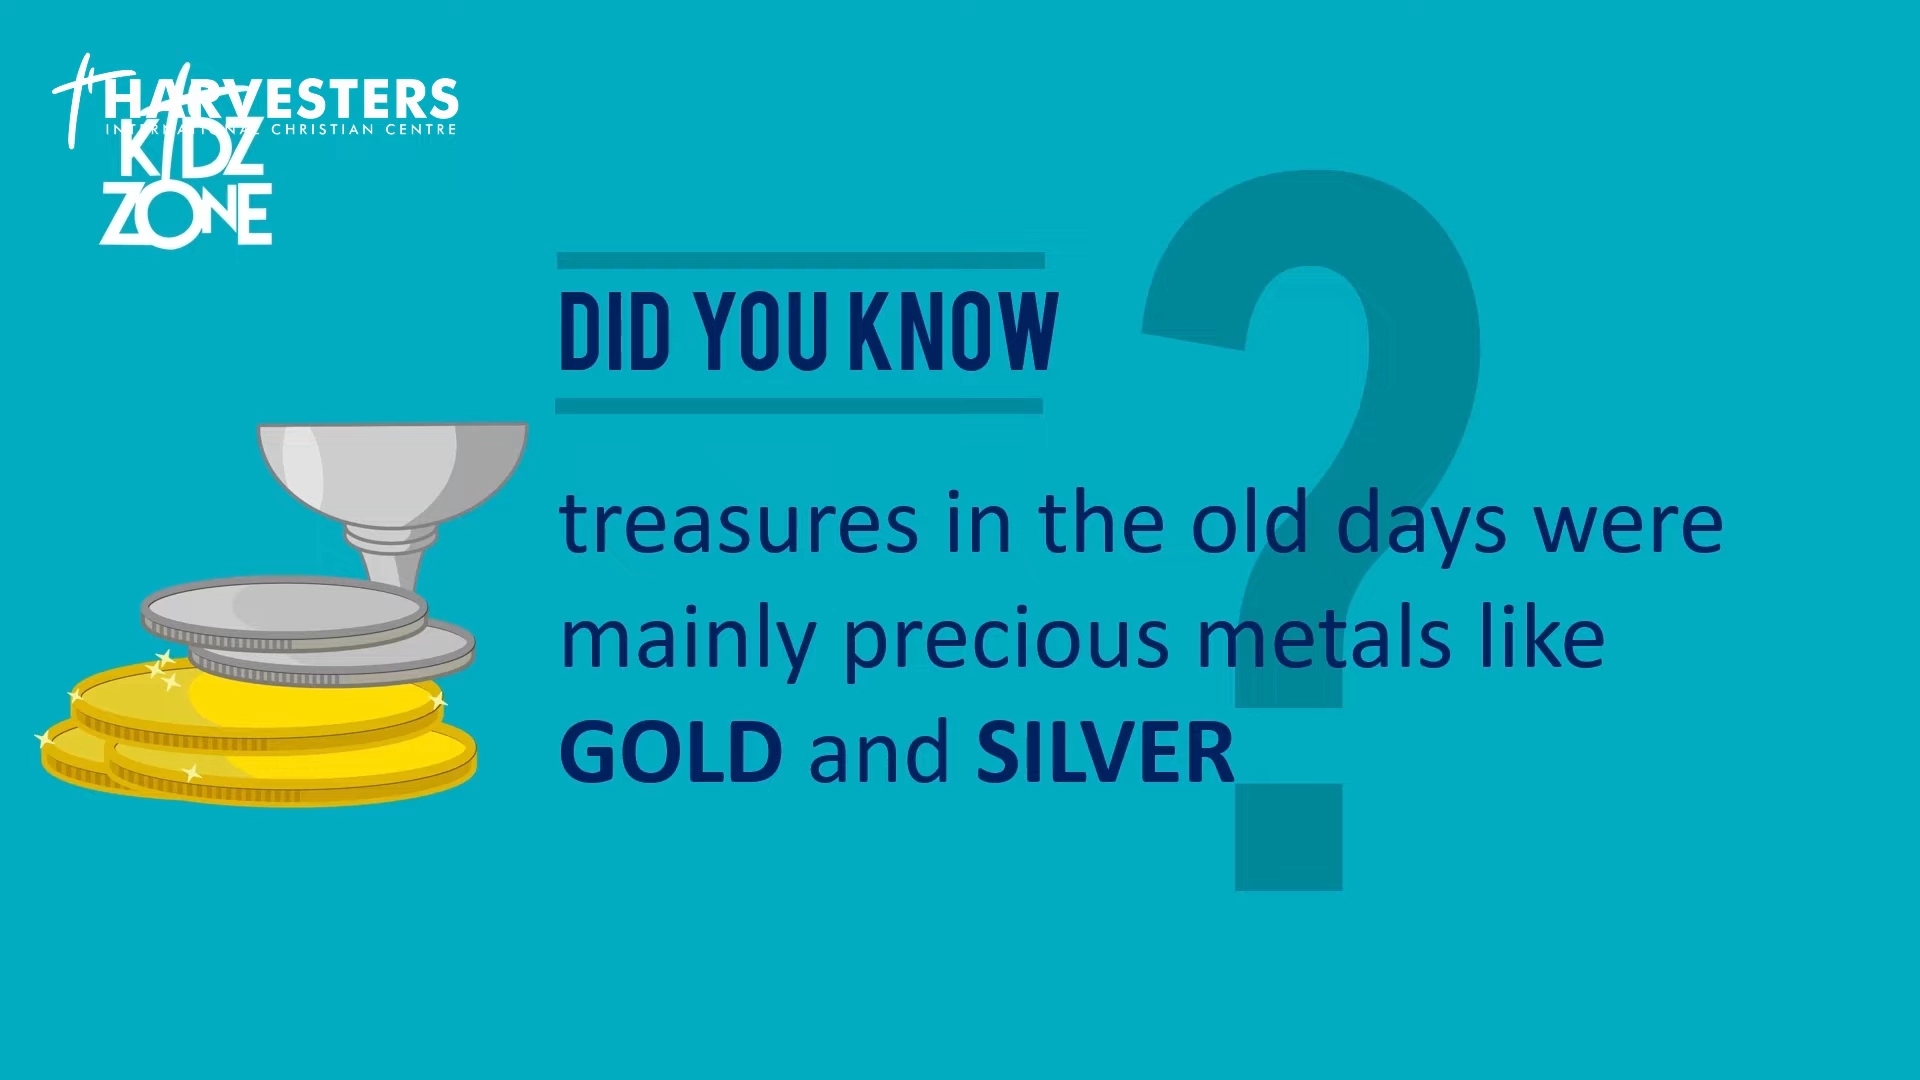 HARVESTERS
INTERNATIONAL CHRISTIAN CENTRE
KIDZ
ZONE
DID YOU KNOW
?
treasures in the old days were
mainly precious metals like
GOLD and SILVER